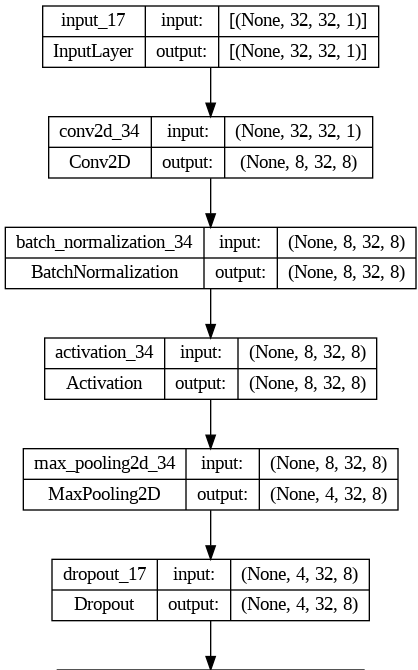 input_17 input: [(None, 32, 32, 1)]
InputLayer output: [(None, 32, 32, 1)]
conv2d_34 input: (None, 32, 32, 1)
Conv2D output: (None, 8, 32, 8)
batch_normalization_34 input: (None, 8, 32, 8)
BatchNormalization output: (None, 8, 32, 8)
activation_34 input: (None, 8, 32, 8)
Activation output: (None, 8, 32, 8)
max_pooling2d_34 input: (None, 8, 32, 8)
MaxPooling2D output: (None, 4, 32, 8)
dropout_17 input: (None, 4, 32, 8)
Dropout output: (None, 4, 32, 8)